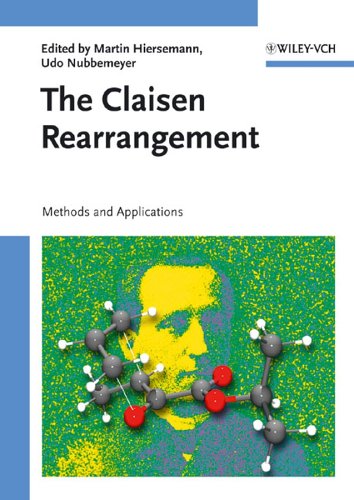 Edited by Martin Hiersemann,
Udo Nubbemeyer
WILEY-VCH
The Claisen
Rearrangement
Methods and Applications